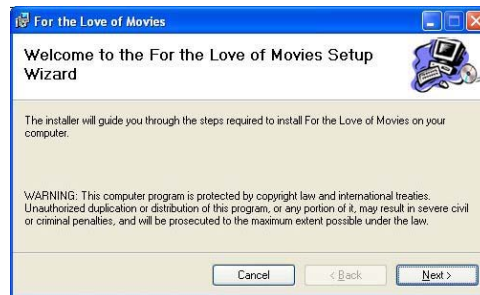 For the Love of Movies
Welcome to the For the Love of Movies Setup
Wizard
The installer will guide you through the steps required to install For the Love of Movies on your
computer.
WARNING: This computer program is protected by copyright law and international treaties.
Unauthorized duplication or distribution of this program, or any portion of it, may result in severe civil
or criminal penalties, and will be prosecuted to the maximum extent possible under the law.
Cancel < Back Next >